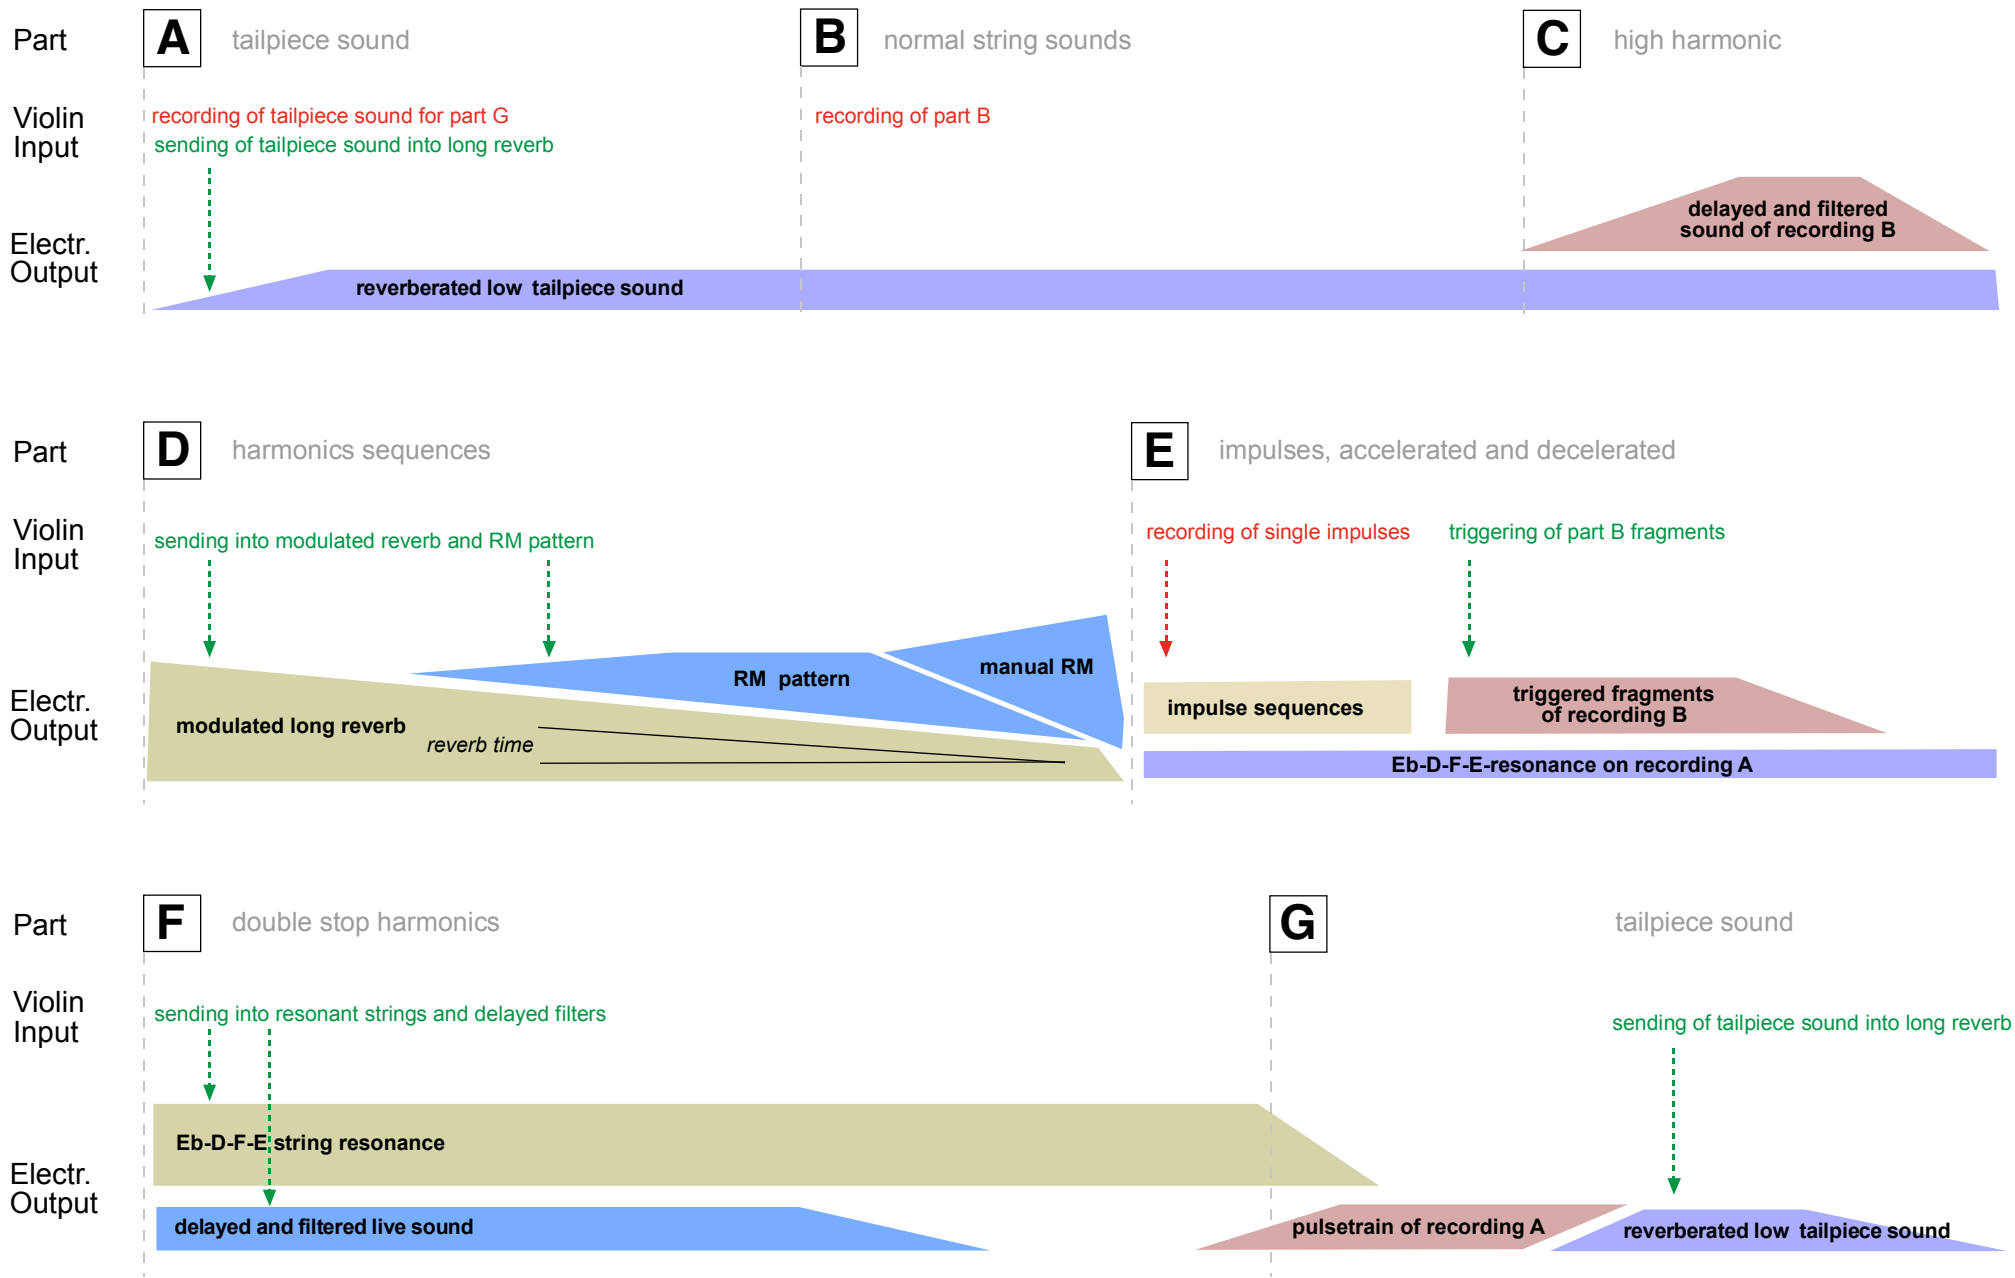 Part
A
tailpiece sound
B
normal string sounds
C
high harmonic
Violin
Input
recording of tailpiece sound for part G
sending of tailpiece sound into long reverb
recording of part B
Electr.
Output
delayed and filtered
sound of recording B
reverberated low tailpiece sound
Part
D
harmonics sequences
E
impulses, accelerated and decelerated
Violin
Input
sending into modulated reverb and RM pattern
recording of single impulses
triggering of part B fragments
Electr.
Output
modulated long reverb
reverb time
RM pattern
manual RM
impulse sequences
triggered fragments
of recording B
Eb-D-F-E-resonance on recording A
Part
F
double stop harmonics
G
tailpiece sound
Violin
Input
sending into resonant strings and delayed filters
sending of tailpiece sound into long reverb
Electr.
Output
Eb-D-F-E string resonance
delayed and filtered live sound
pulsetrain of recording A
reverberated low tailpiece sound